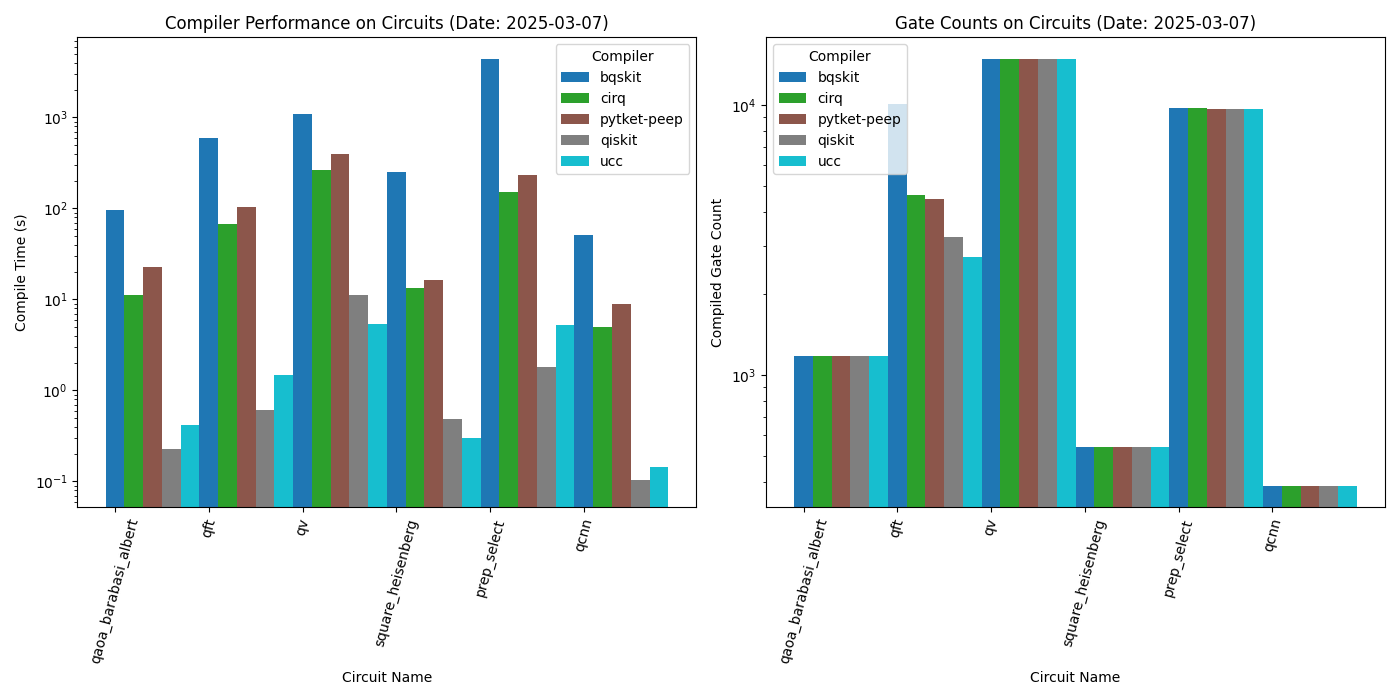 Compiler Performance on Circuits (Date: 2025-03-07)
Compile Time (s)
10³
10²
10¹
10⁰
10⁻¹
Compiler
bqskit
cirq
pytket-peep
qiskit
ucc
qaoa_barabasi_albert
qft
qv
square_heisenberg
prep_select
qcnn
Circuit Name
Gate Counts on Circuits (Date: 2025-03-07)
Compiled Gate Count
10⁴
10³
Compiler
bqskit
cirq
pytket-peep
qiskit
ucc
qaoa_barabasi_albert
qft
qv
square_heisenberg
prep_select
qcnn
Circuit Name